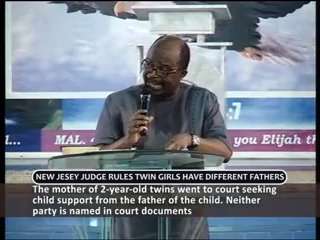 :7
MAL.
you Elijah th
NEW JESEY JUDGE RULES TWIN GIRLS HAVE DIFFERENT FATHERS
The mother of 2-year-old twins went to court seeking
child support from the father of the child. Neither
party is named in court documents